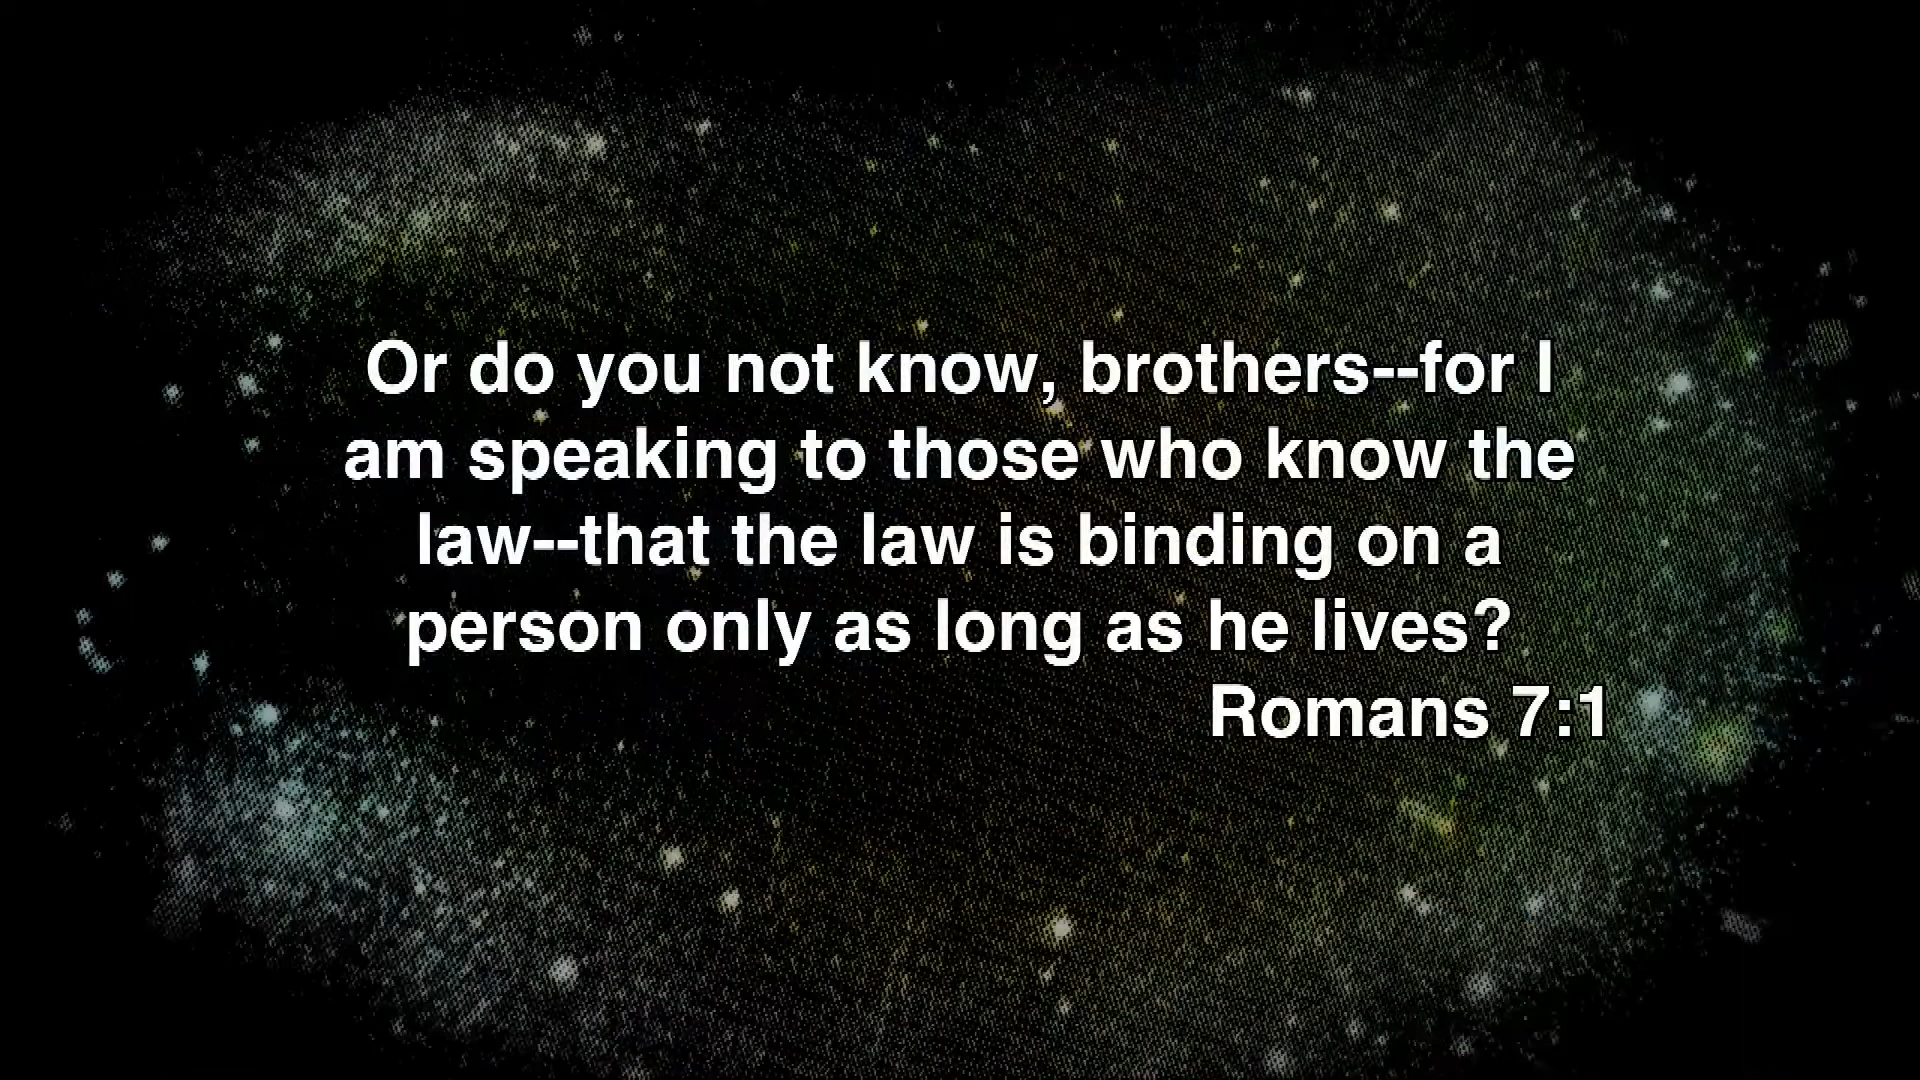 Or do you not know, brothers--for I
am speaking to those who know the
law--that the law is binding on a
person only as long as he lives?
Romans 7:1